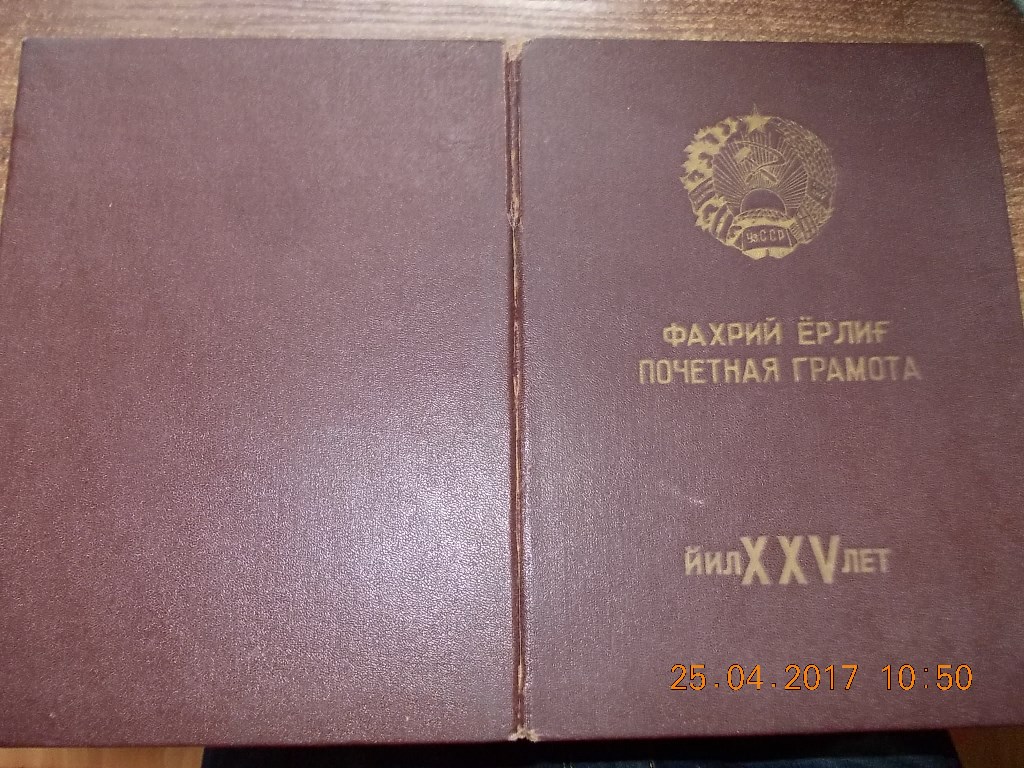 ЎзССР
ФАХРИЙ ЁРЛИҒ
ПОЧЕТНАЯ ГРАМОТА
ЙИЛ XXV ЛЕТ
25.04.2017 10:50